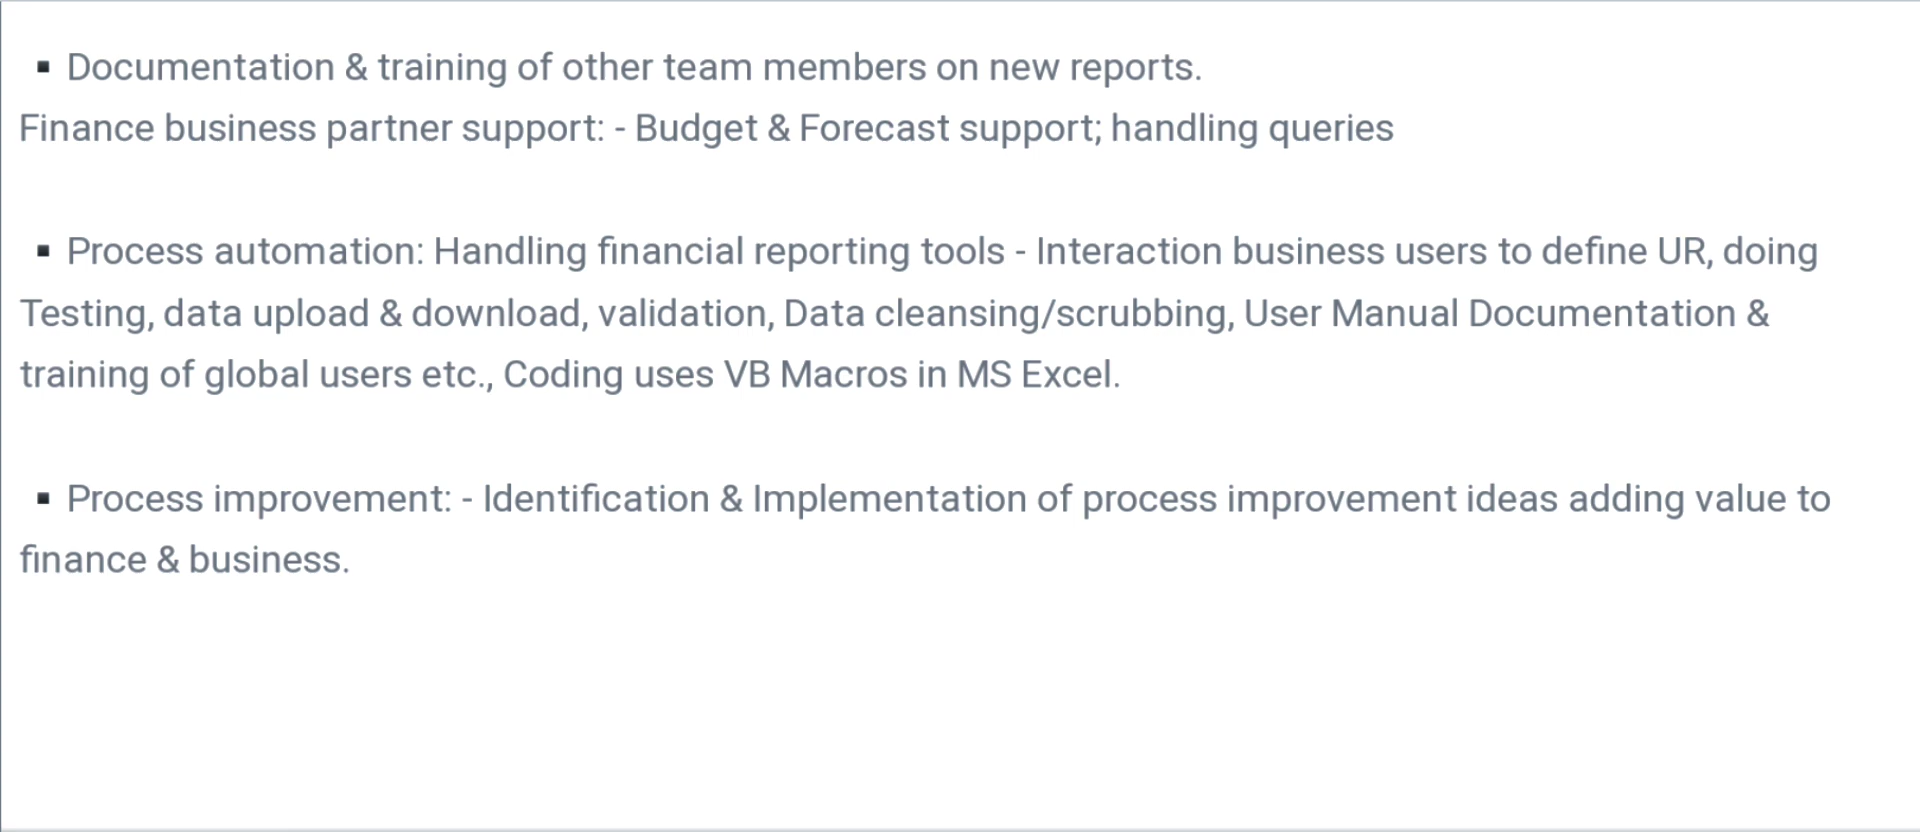 ▪ Documentation & training of other team members on new reports.
Finance business partner support: - Budget & Forecast support; handling queries
▪ Process automation: Handling financial reporting tools - Interaction business users to define UR, doing
Testing, data upload & download, validation, Data cleansing/scrubbing, User Manual Documentation &
training of global users etc., Coding uses VB Macros in MS Excel.
▪ Process improvement: - Identification & Implementation of process improvement ideas adding value to
finance & business.